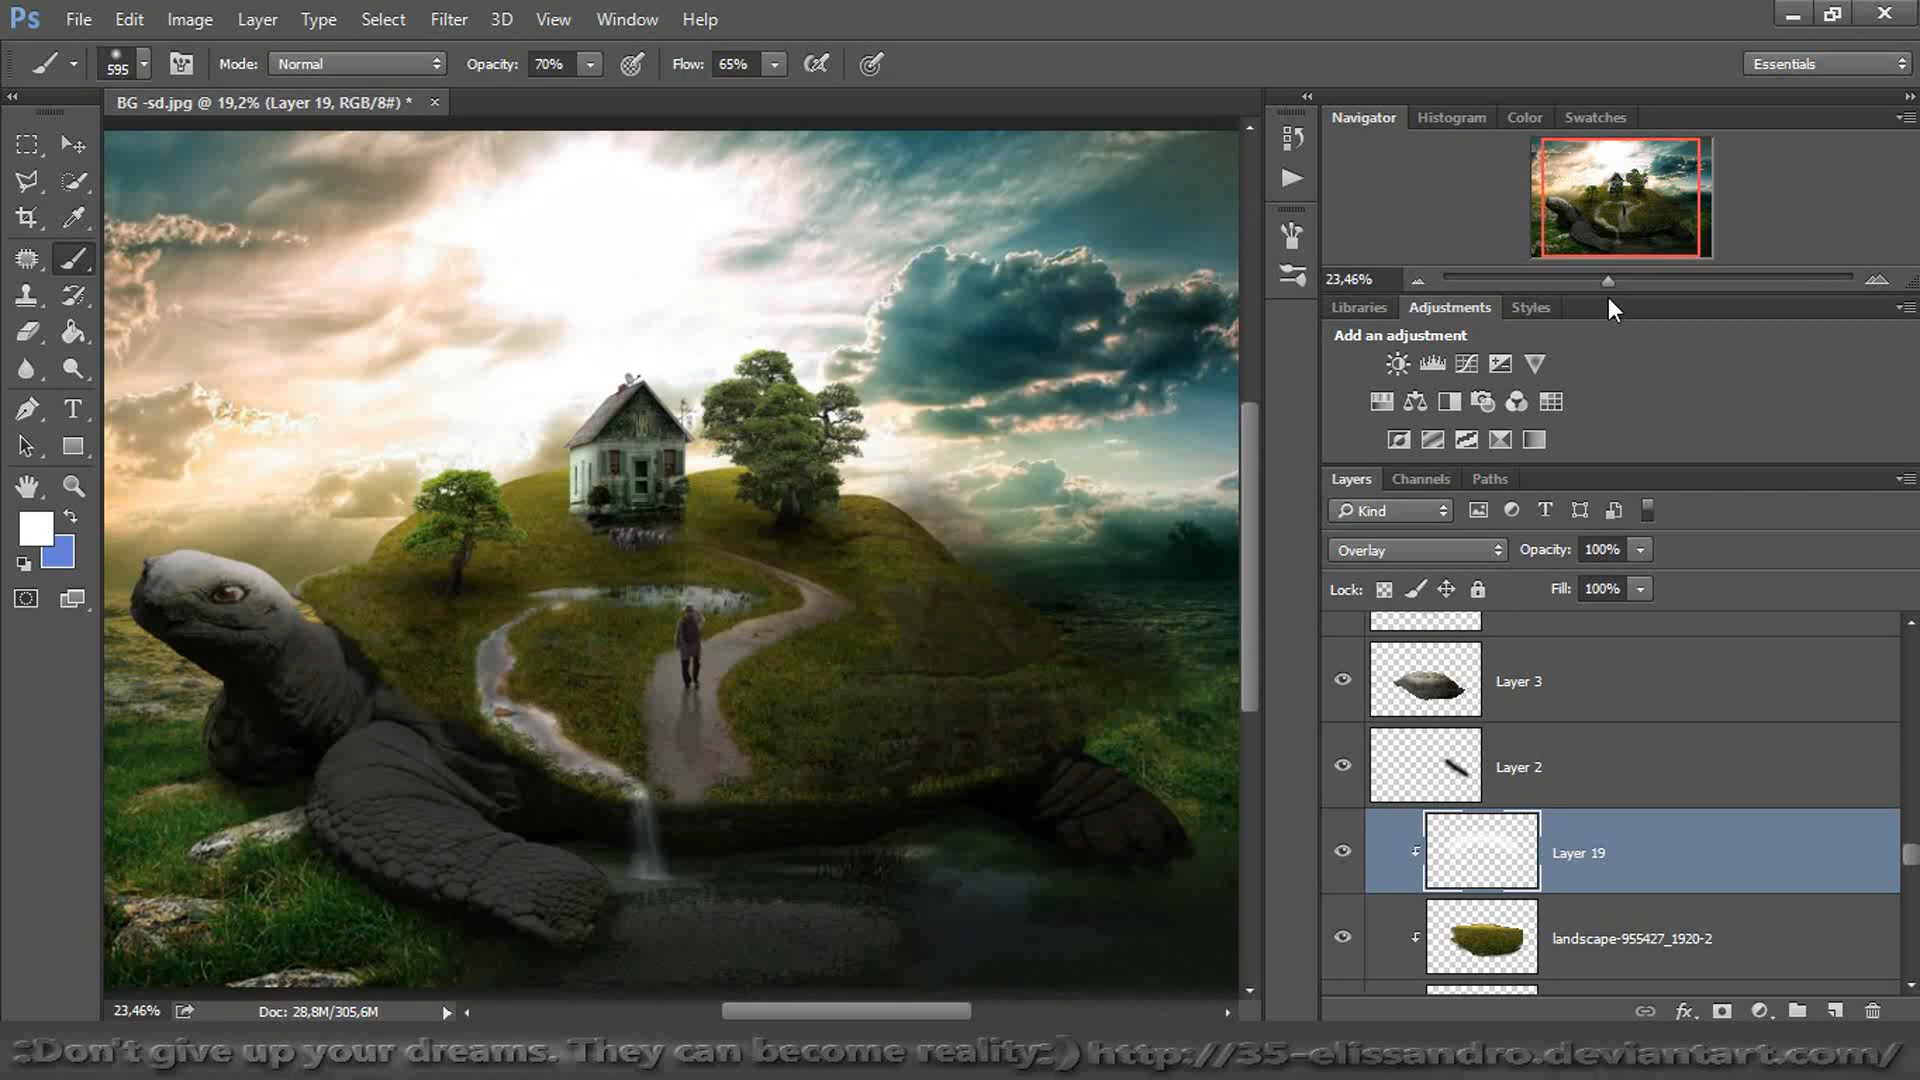 Ps File Edit Image Layer Type Select Filter 3D View Window Help
595 Mode: Normal Opacity: 70% Flow: 65% Essentials
BG -sd.jpg @ 19,2% (Layer 19, RGB/8#) *
Navigator Histogram Color Swatches
23,46%
Libraries Adjustments Styles
Add an adjustment
Layers Channels Paths
Kind
Overlay Opacity: 100%
Lock: Fill: 100%
Layer 3
Layer 2
Layer 19
landscape-955427_1920-2
23,46% Doc: 28,8M/305,6M
:Don't give up your dreams. They can become reality:) http://35-elissandro.deviantart.com/